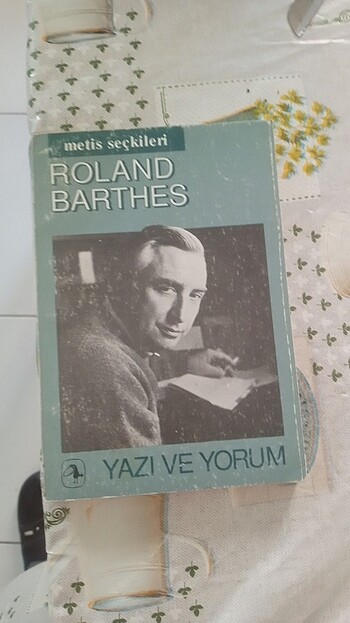 metis seçkileri
ROLAND
BARTHES
YAZI VE YORUM